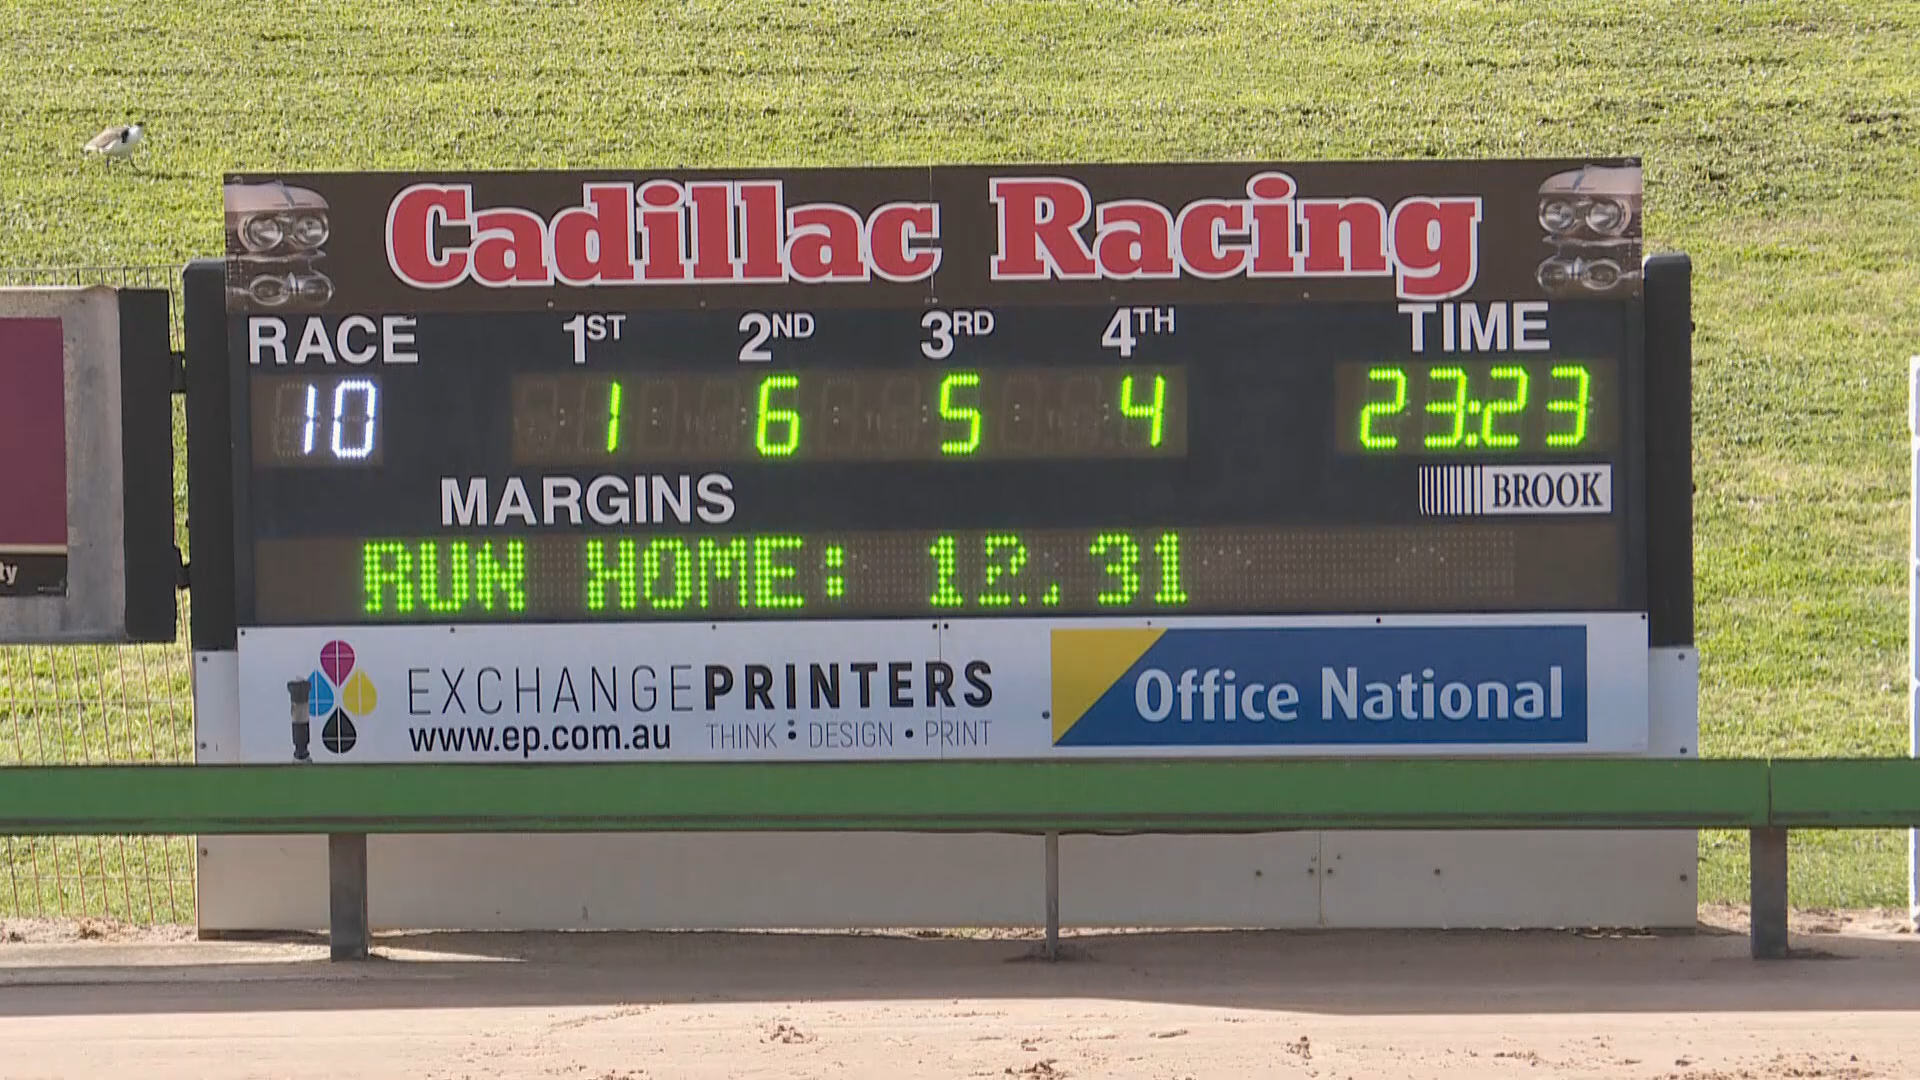 Cadillac Racing
RACE 1ST 2ND 3RD 4TH TIME
10 1 6 5 4 23:23
MARGINS
BROOK
RUN HOME: 12.31
EXCHANGEPRINTERS
www.ep.com.au THINK : DESIGN • PRINT
Office National
ty